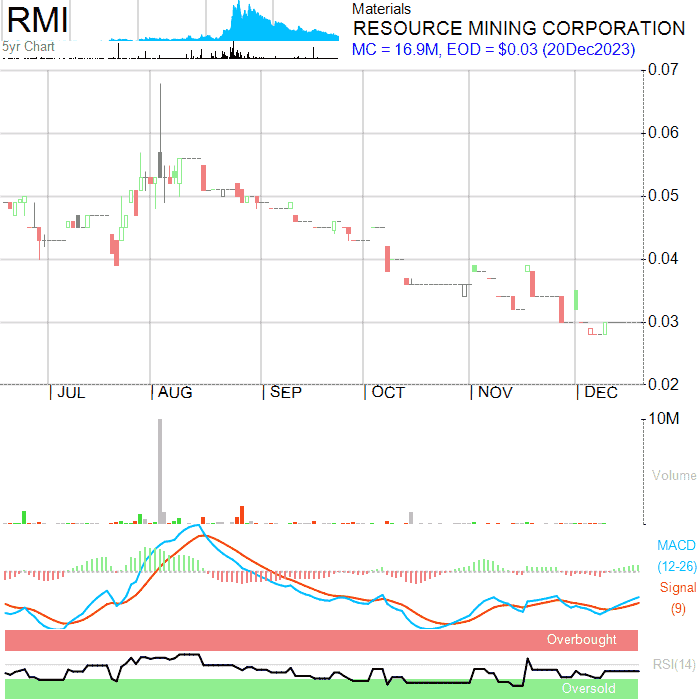 RMI
5yr Chart
Materials
RESOURCE MINING CORPORATION
MC = 16.9M, EOD = $0.03 (20Dec2023)
0.07
0.06
0.05
0.04
0.03
0.02
JUL AUG SEP OCT NOV DEC
10M
Volume
MACD
(12-26)
Signal
(9)
Overbought
RSI(14)
Oversold